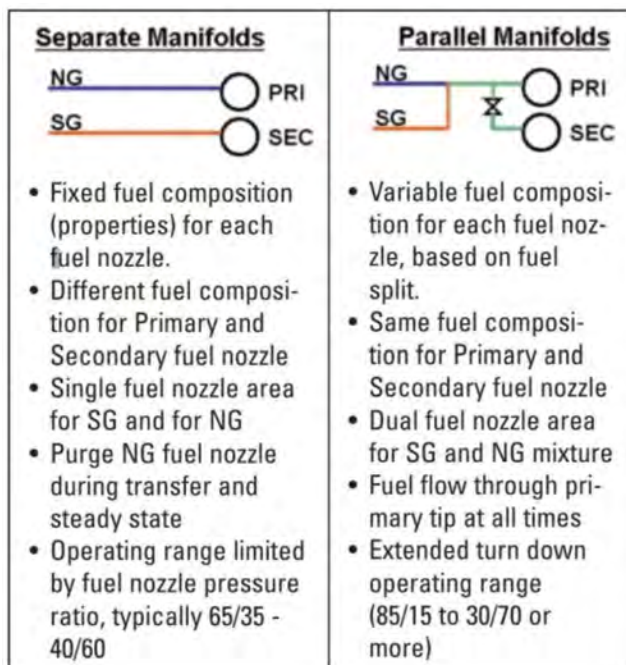 Separate Manifolds
NG
PRI
SG
SEC
• Fixed fuel composition
(properties) for each
fuel nozzle.
• Different fuel composi-
tion for Primary and
Secondary fuel nozzle
• Single fuel nozzle area
for SG and for NG
• Purge NG fuel nozzle
during transfer and
steady state
• Operating range limited
by fuel nozzle pressure
ratio, typically 65/35 -
40/60
Parallel Manifolds
NG
PRI
SG
SEC
• Variable fuel composi-
tion for each fuel noz-
zle, based on fuel
split.
• Same fuel composi-
tion for Primary and
Secondary fuel nozzle
• Dual fuel nozzle area
for SG and NG mixture
• Fuel flow through pri-
mary tip at all times
• Extended turn down
operating range
(85/15 to 30/70 or
more)